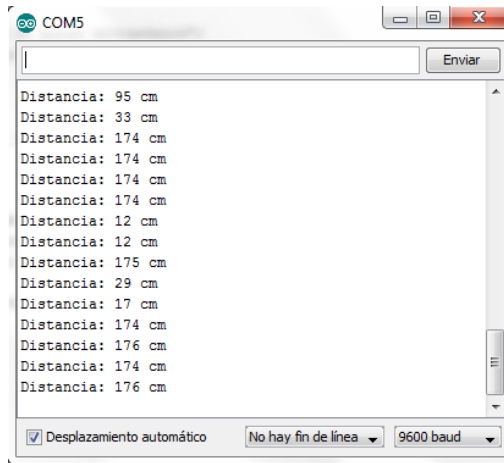 COM5
Enviar
Distancia: 95 cm
Distancia: 33 cm
Distancia: 174 cm
Distancia: 174 cm
Distancia: 174 cm
Distancia: 174 cm
Distancia: 12 cm
Distancia: 12 cm
Distancia: 175 cm
Distancia: 29 cm
Distancia: 17 cm
Distancia: 174 cm
Distancia: 176 cm
Distancia: 174 cm
Distancia: 176 cm
Desplazamiento automático No hay fin de línea 9600 baud